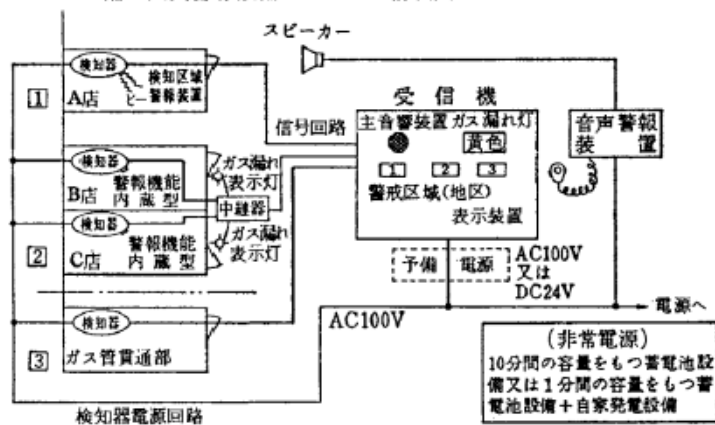 スピーカー
検知器
検知区域
警報装置
ピー
1
A店
信号回路
受信機
主音響装置
ガス漏れ灯
黄色
1
2
3
警戒区域(地区)
表示装置
音声警報
装置
検知器
B店
警報機能
内蔵型
ガス漏れ
表示灯
中継器
検知器
2
C店
警報機能
内蔵型
ガス漏れ
表示灯
予備
電源
AC100V
又は
DC24V
電源へ
AC100V
検知器
3
ガス管貫通部
(非常電源)
10分間の容量をもつ蓄電池設
備又は1分間の容量をもつ蓄
電池設備+自家発電設備
検知器電源回路